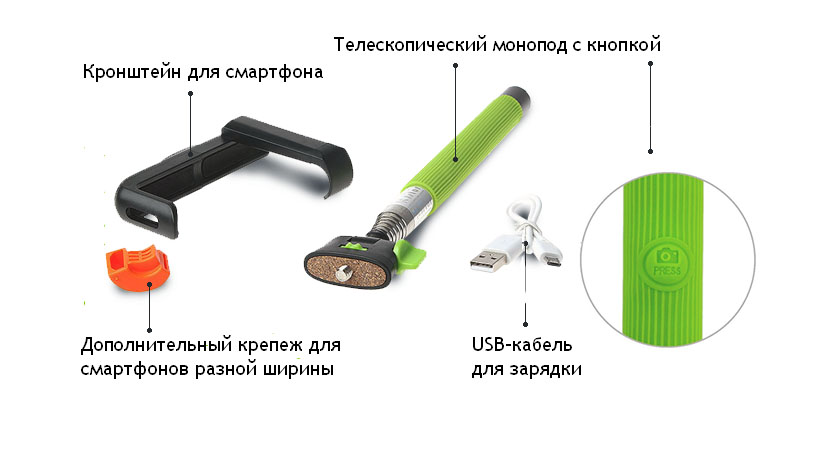 Телескопический монопод с кнопкой
Кронштейн для смартфона
PRESS
Дополнительный крепеж для
смартфонов разной ширины
USB-кабель
для зарядки